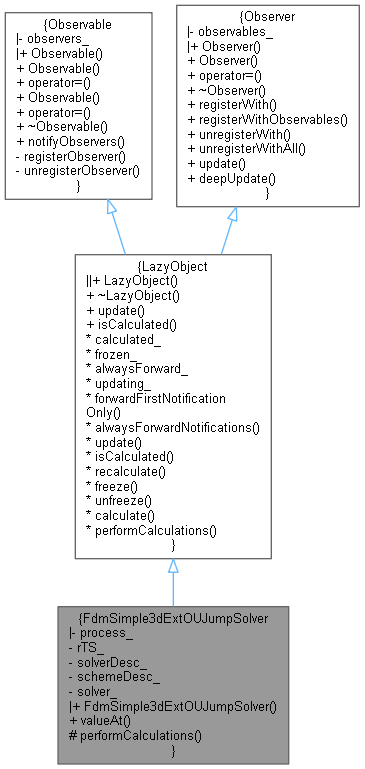 {Observable
|- observers_
|+ Observable()
+ Observable()
+ operator=()
+ Observable()
+ operator=()
+ ~Observable()
+ notifyObservers()
- registerObserver()
- unregisterObserver()
}
{Observer
|- observables_
|+ Observer()
+ Observer()
+ operator=()
+ ~Observer()
+ registerWith()
+ registerWithObservables()
+ unregisterWith()
+ unregisterWithAll()
+ update()
+ deepUpdate()
}
{LazyObject
||+ LazyObject()
+ ~LazyObject()
+ update()
+ isCalculated()
* calculated_
* frozen_
* alwaysForward_
* updating_
* forwardFirstNotification
Only()
* alwaysForwardNotifications()
* update()
* isCalculated()
* recalculate()
* freeze()
* unfreeze()
* calculate()
* performCalculations()
}
{FdmSimple3dExtOUJumpSolver
|- process_
- rTS_
- solverDesc_
- schemeDesc_
- solver_
|+ FdmSimple3dExtOUJumpSolver()
+ valueAt()
# performCalculations()
}